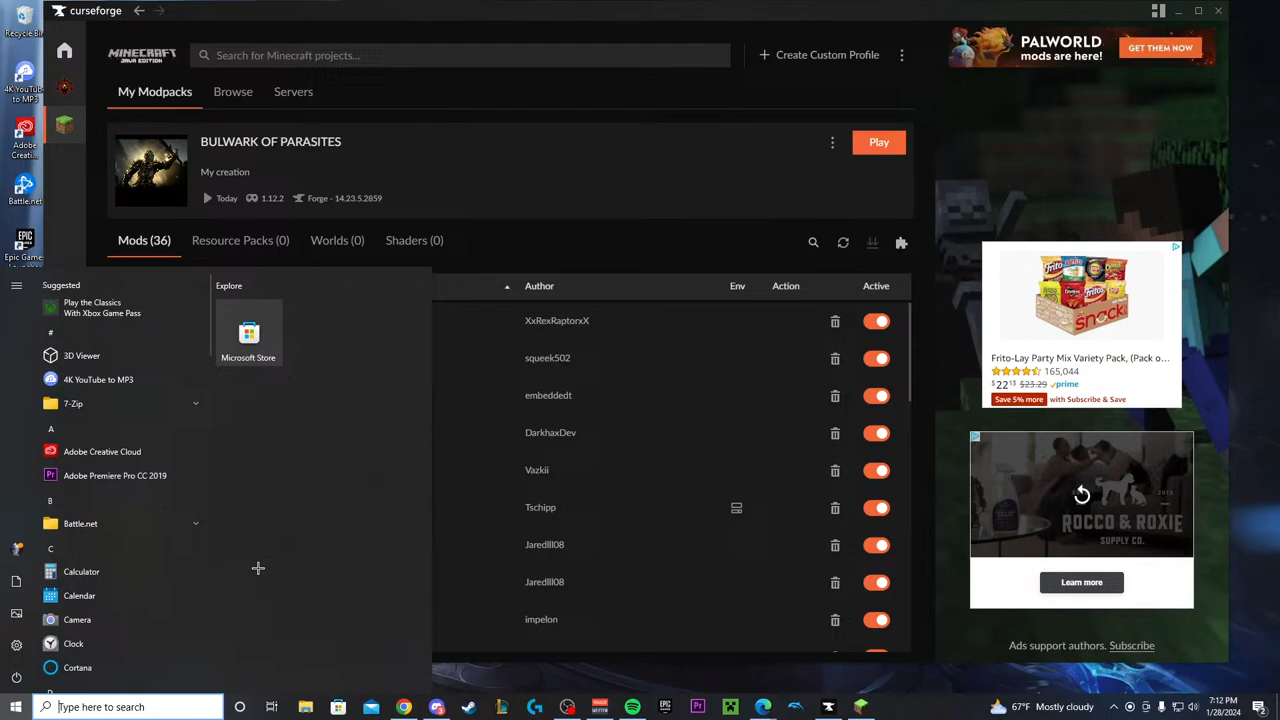 Recycle Bin
curseforge
4K YouTube
to MP3
Adobe
Creati...
Battle.net
EPIC
Epic Games
MINECRAFT
JAVA EDITION
Search for Minecraft projects...
Create Custom Profile
My Modpacks
Browse
Servers
BULWARK OF PARASITES
My creation
Today
1.12.2
Forge - 14.23.5.2859
Play
Mods (36)
Resource Packs (0)
Worlds (0)
Shaders (0)
Author
Env
Action
Active
XxRexRaptorxX
squeek502
embeddedt
DarkhaxDev
Vazkii
Tschipp
Jaredlll08
Jaredlll08
impelon
PALWORLD
mods are here!
GET THEM NOW
Frito-Lay Party Mix Variety Pack, (Pack o...
165,044
$22.13 $23.29 prime
Save 5% more with Subscribe & Save
ROCCO & ROXIE
SUPPLY CO.
Learn more
Ads support authors. Subscribe
Suggested
Play the Classics
With Xbox Game Pass
#
3D Viewer
4K YouTube to MP3
7-Zip
A
Adobe Creative Cloud
Adobe Premiere Pro CC 2019
B
Battle.net
C
Calculator
Calendar
Camera
Clock
Cortana
Explore
Microsoft Store
Type here to search
67°F Mostly cloudy
7:12 PM
1/28/2024